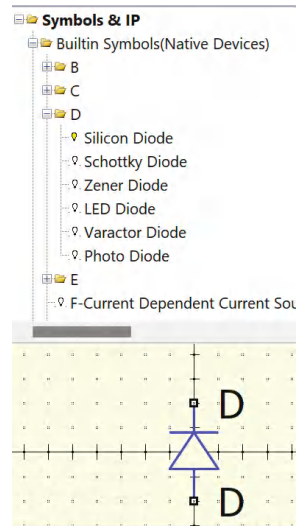 Symbols & IP
Builtin Symbols(Native Devices)
B
C
D
Silicon Diode
Schottky Diode
Zener Diode
LED Diode
Varactor Diode
Photo Diode
E
F-Current Dependent Current Sou
D
D